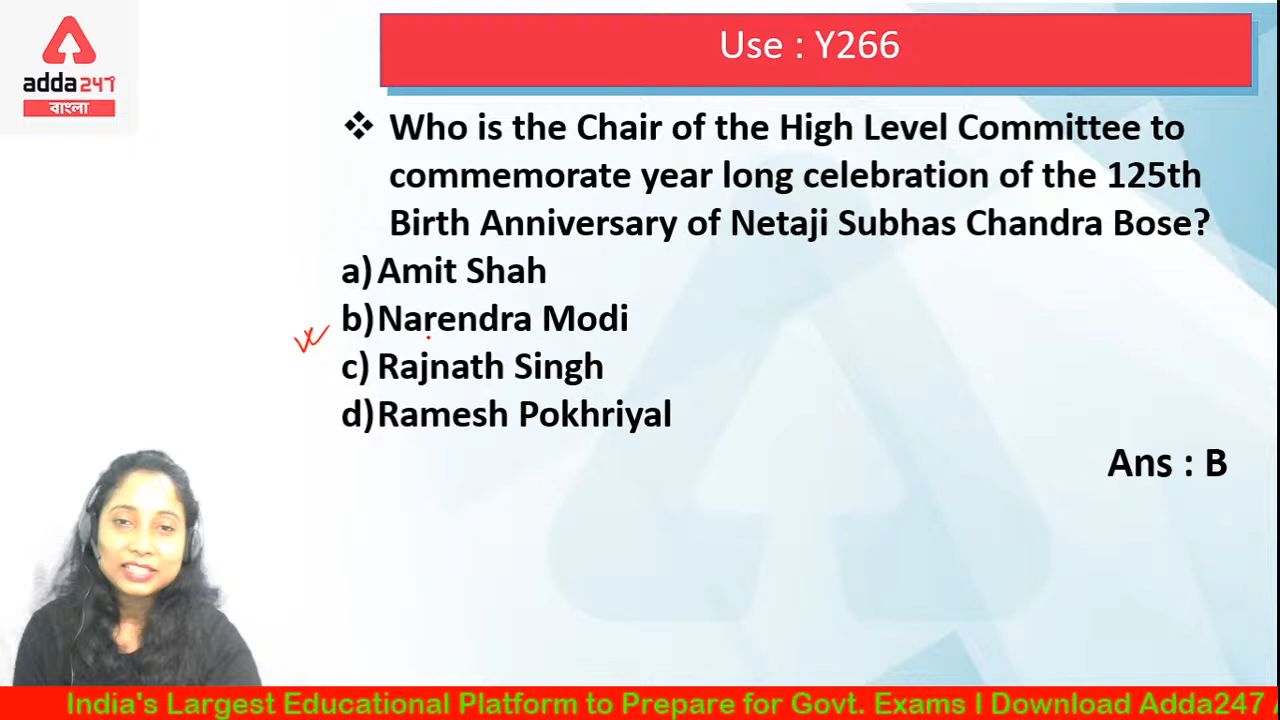 adda247
বাংলা
Use : Y266
❖ Who is the Chair of the High Level Committee to
commemorate year long celebration of the 125th
Birth Anniversary of Netaji Subhas Chandra Bose?
a) Amit Shah
b) Narendra Modi
c) Rajnath Singh
d) Ramesh Pokhriyal
Ans : B
India's Largest Educational Platform to Prepare for Govt. Exams I Download Adda247